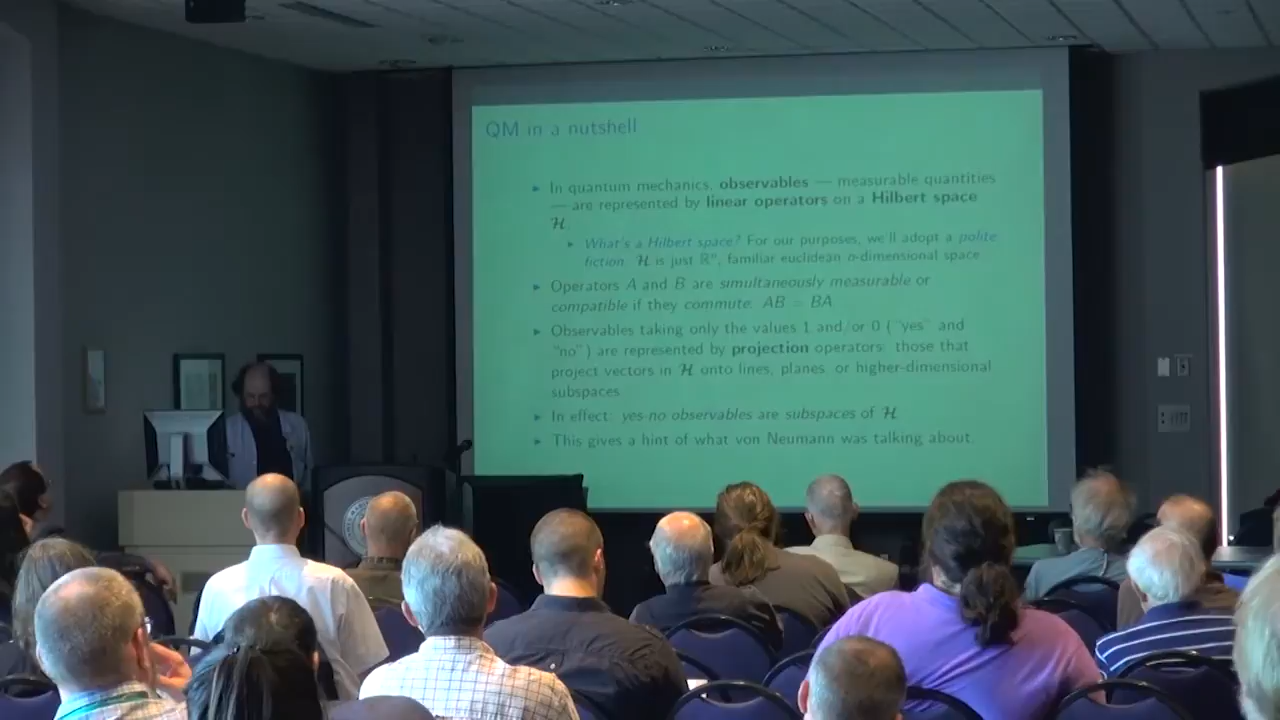 QM in a nutshell
▸ In quantum mechanics, observables — measurable quantities
— are represented by linear operators on a Hilbert space
ℋ.
▸ What's a Hilbert space? For our purposes, we'll adopt a polite
fiction: ℋ is just ℝⁿ, familiar euclidean n-dimensional space
▸ Operators A and B are simultaneously measurable or
compatible if they commute: AB = BA
▸ Observables taking only the values 1 and/or 0 ("yes" and
"no") are represented by projection operators: those that
project vectors in ℋ onto lines, planes, or higher-dimensional
subspaces
▸ In effect: yes-no observables are subspaces of ℋ
▸ This gives a hint of what von Neumann was talking about.